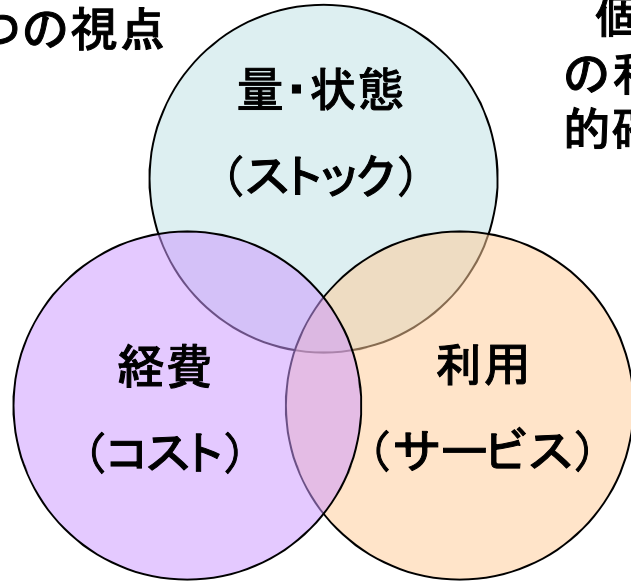 つの視点
の
的
量・状態
（ストック）
経費
（コスト）
利用
（サービス）